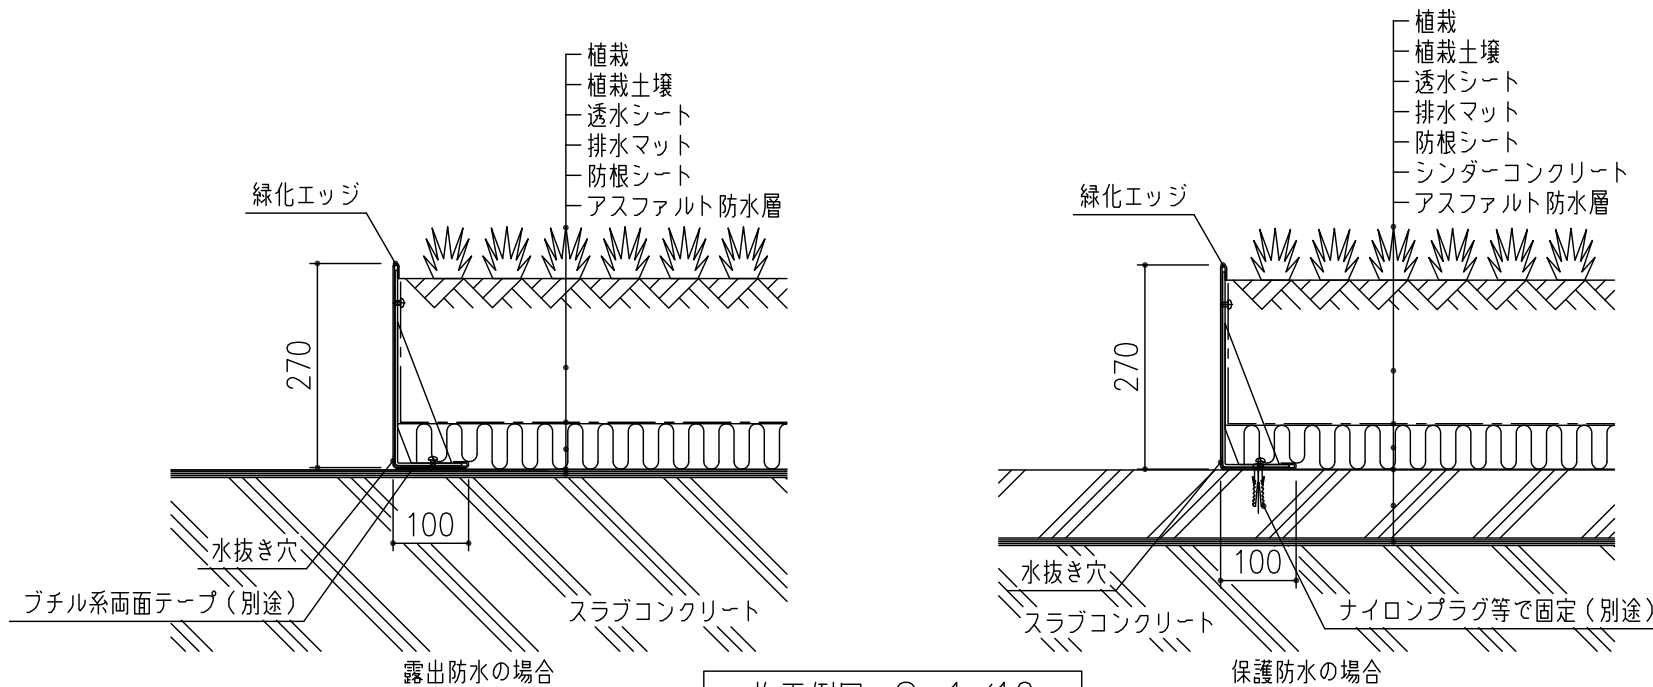 植栽
植栽土壌
透水シート
排水マット
防根シート
アスファルト防水層
緑化エッジ
270
100
水抜き穴
ブチル系両面テープ（別途）
スラブコンクリート
露出防水の場合
植栽
植栽土壌
透水シート
排水マット
防根シート
シンダーコンクリート
アスファルト防水層
緑化エッジ
270
100
水抜き穴
スラブコンクリート
ナイロンプラグ等で固定（別途）
保護防水の場合